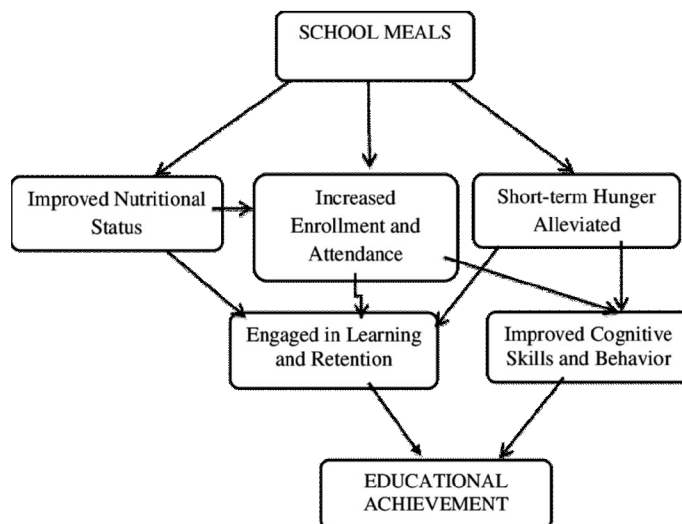 SCHOOL MEALS
Improved Nutritional
Status
Increased
Enrollment and
Attendance
Short-term Hunger
Alleviated
Engaged in Learning
and Retention
Improved Cognitive
Skills and Behavior
EDUCATIONAL
ACHIEVEMENT